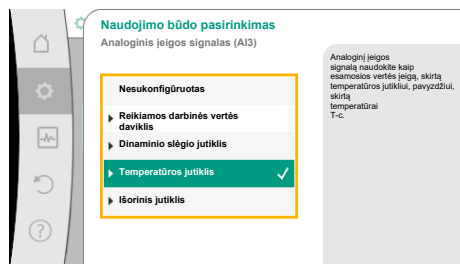 Naudojimo būdo pasirinkimas
Analoginis įeigos signalas (AI3)
Nesukonfigūruotas
Reikiamos darbinės vertės
daviklis
Dinaminio slėgio jutiklis
Temperatūros jutiklis
Išorinis jutiklis
Analoginį įeigos
signalą naudokite kaip
esamosios vertės įeigą, skirtą
temperatūros jutikliui, pavyzdžiui,
skirtą
temperatūrai
T-c.